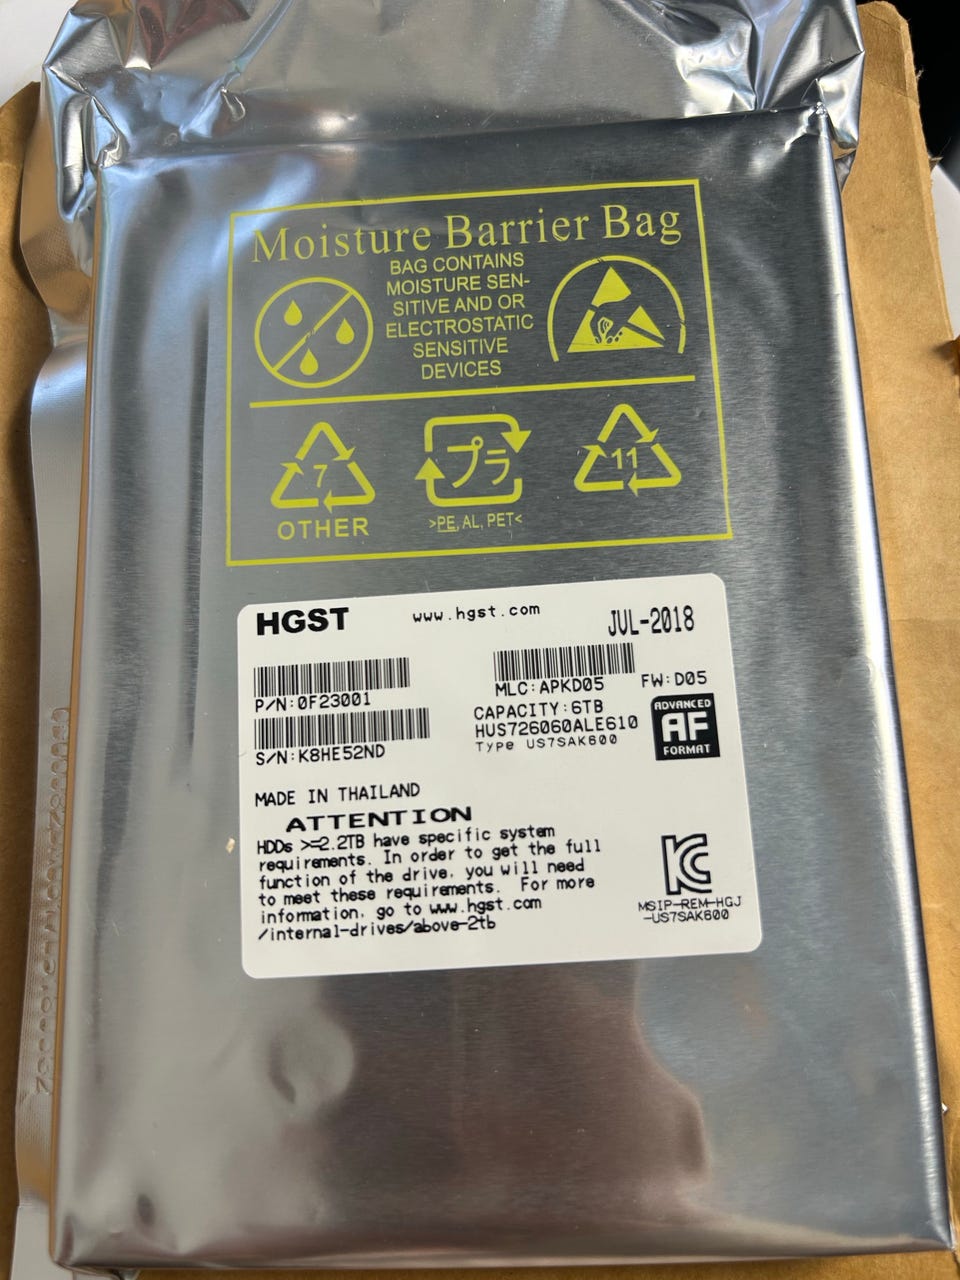 Moisture Barrier Bag
BAG CONTAINS
MOISTURE SEN-
SITIVE AND OR
ELECTROSTATIC
SENSITIVE
DEVICES
7
OTHER
プラ
>PE, AL, PET<
11
HGST
www.hgst.com
JUL-2018
P/N:0F23001
MLC:APKD05
FW:D05
S/N:K8HE52ND
CAPACITY:6TB
HUS726060ALE610
Type US7SAK600
ADVANCED
AF
FORMAT
MADE IN THAILAND
ATTENTION
HDDs >=2.2TB have specific system
requirements. In order to get the full
function of the drive, you will need
to meet these requirements. For more
information, go to www.hgst.com
/internal-drives/above-2tb
MSIP-REM-HGJ
-US7SAK600